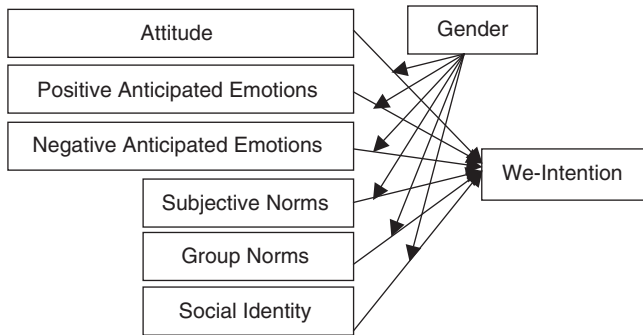 Attitude
Gender
Positive Anticipated Emotions
Negative Anticipated Emotions
We-Intention
Subjective Norms
Group Norms
Social Identity